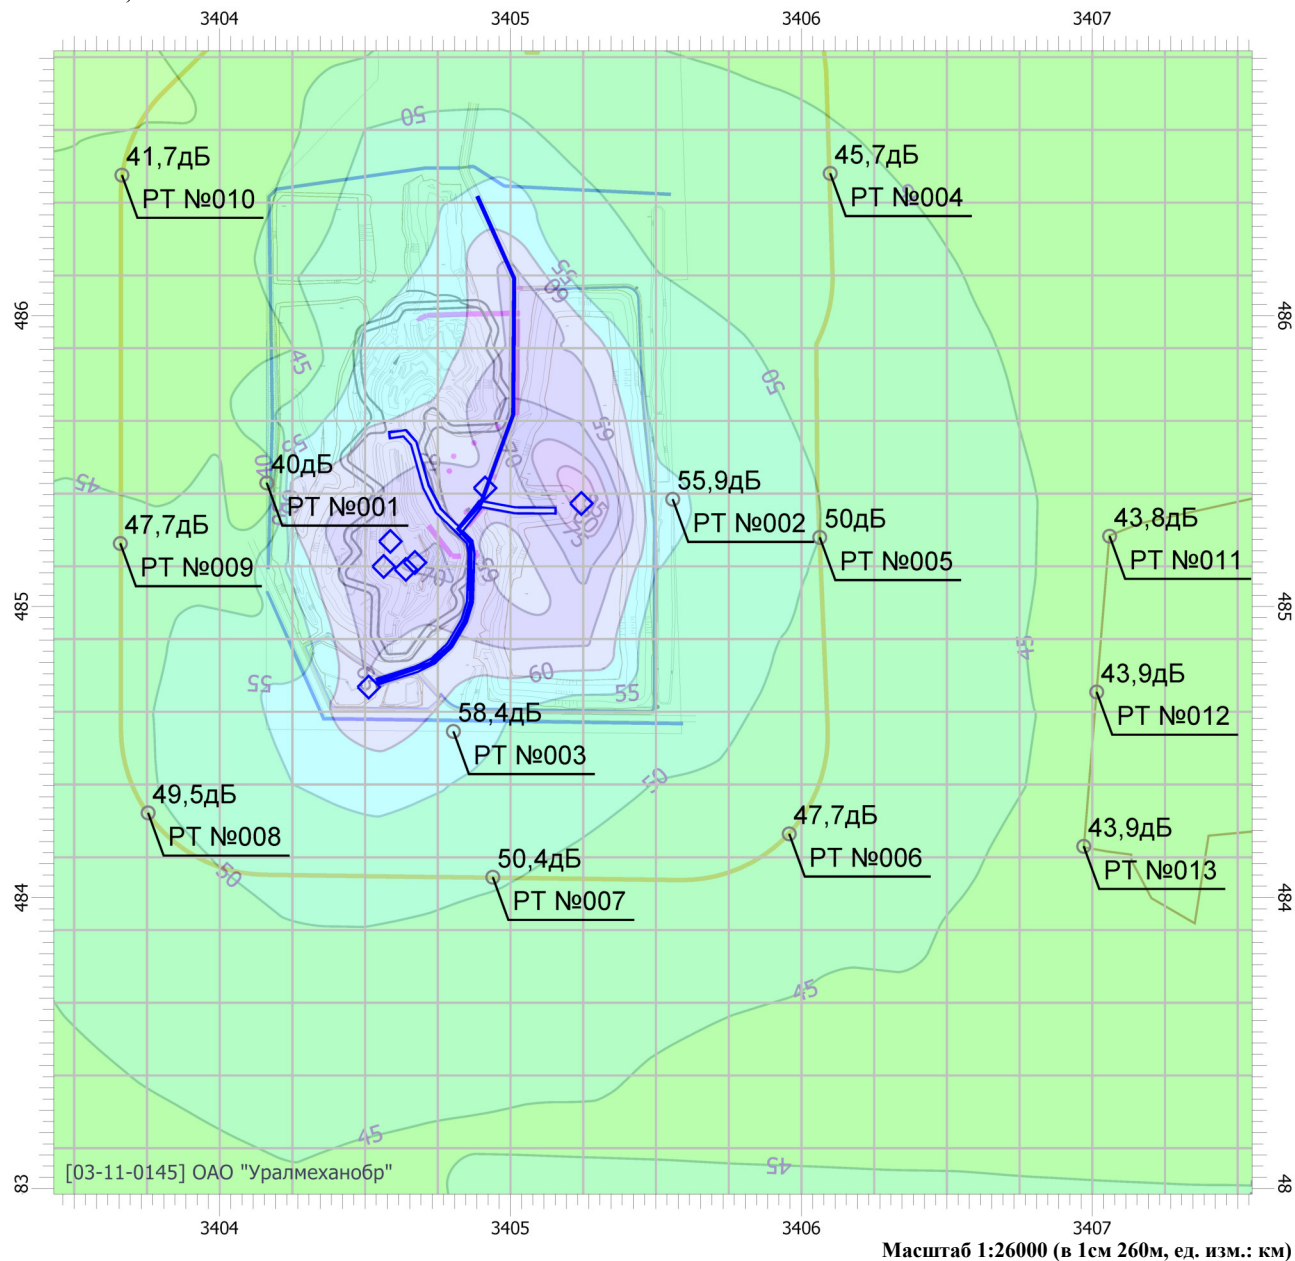 3404 3405 3406 3407
50
41,7дБ
РТ №010
45,7дБ
РТ №004
55
60
486 486
45
50
65
55
70
45
40дБ
РТ №001
55,9дБ
РТ №002
75
47,7дБ
РТ №009
50дБ
РТ №005
43,8дБ
РТ №011
70
65
485 485
45
60
55
55
43,9дБ
РТ №012
58,4дБ
РТ №003
50
49,5дБ
РТ №008
47,7дБ
РТ №006
43,9дБ
РТ №013
50
50,4дБ
РТ №007
484 484
45
45
45
[03-11-0145] ОАО "Уралмеханобр"
83 48
3404 3405 3406 3407
Масштаб 1:26000 (в 1см 260м, ед. изм.: км)